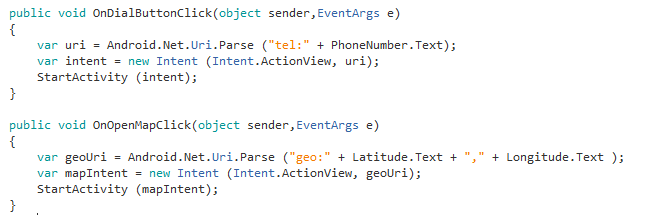 public void OnDialButtonClick(object sender,EventArgs e)
{
    var uri = Android.Net.Uri.Parse ("tel:" + PhoneNumber.Text);
    var intent = new Intent (Intent.ActionView, uri);
    StartActivity (intent);
}

public void OnOpenMapClick(object sender,EventArgs e)
{
    var geoUri = Android.Net.Uri.Parse ("geo:" + Latitude.Text + "," + Longitude.Text );
    var mapIntent = new Intent (Intent.ActionView, geoUri);
    StartActivity (mapIntent);
}